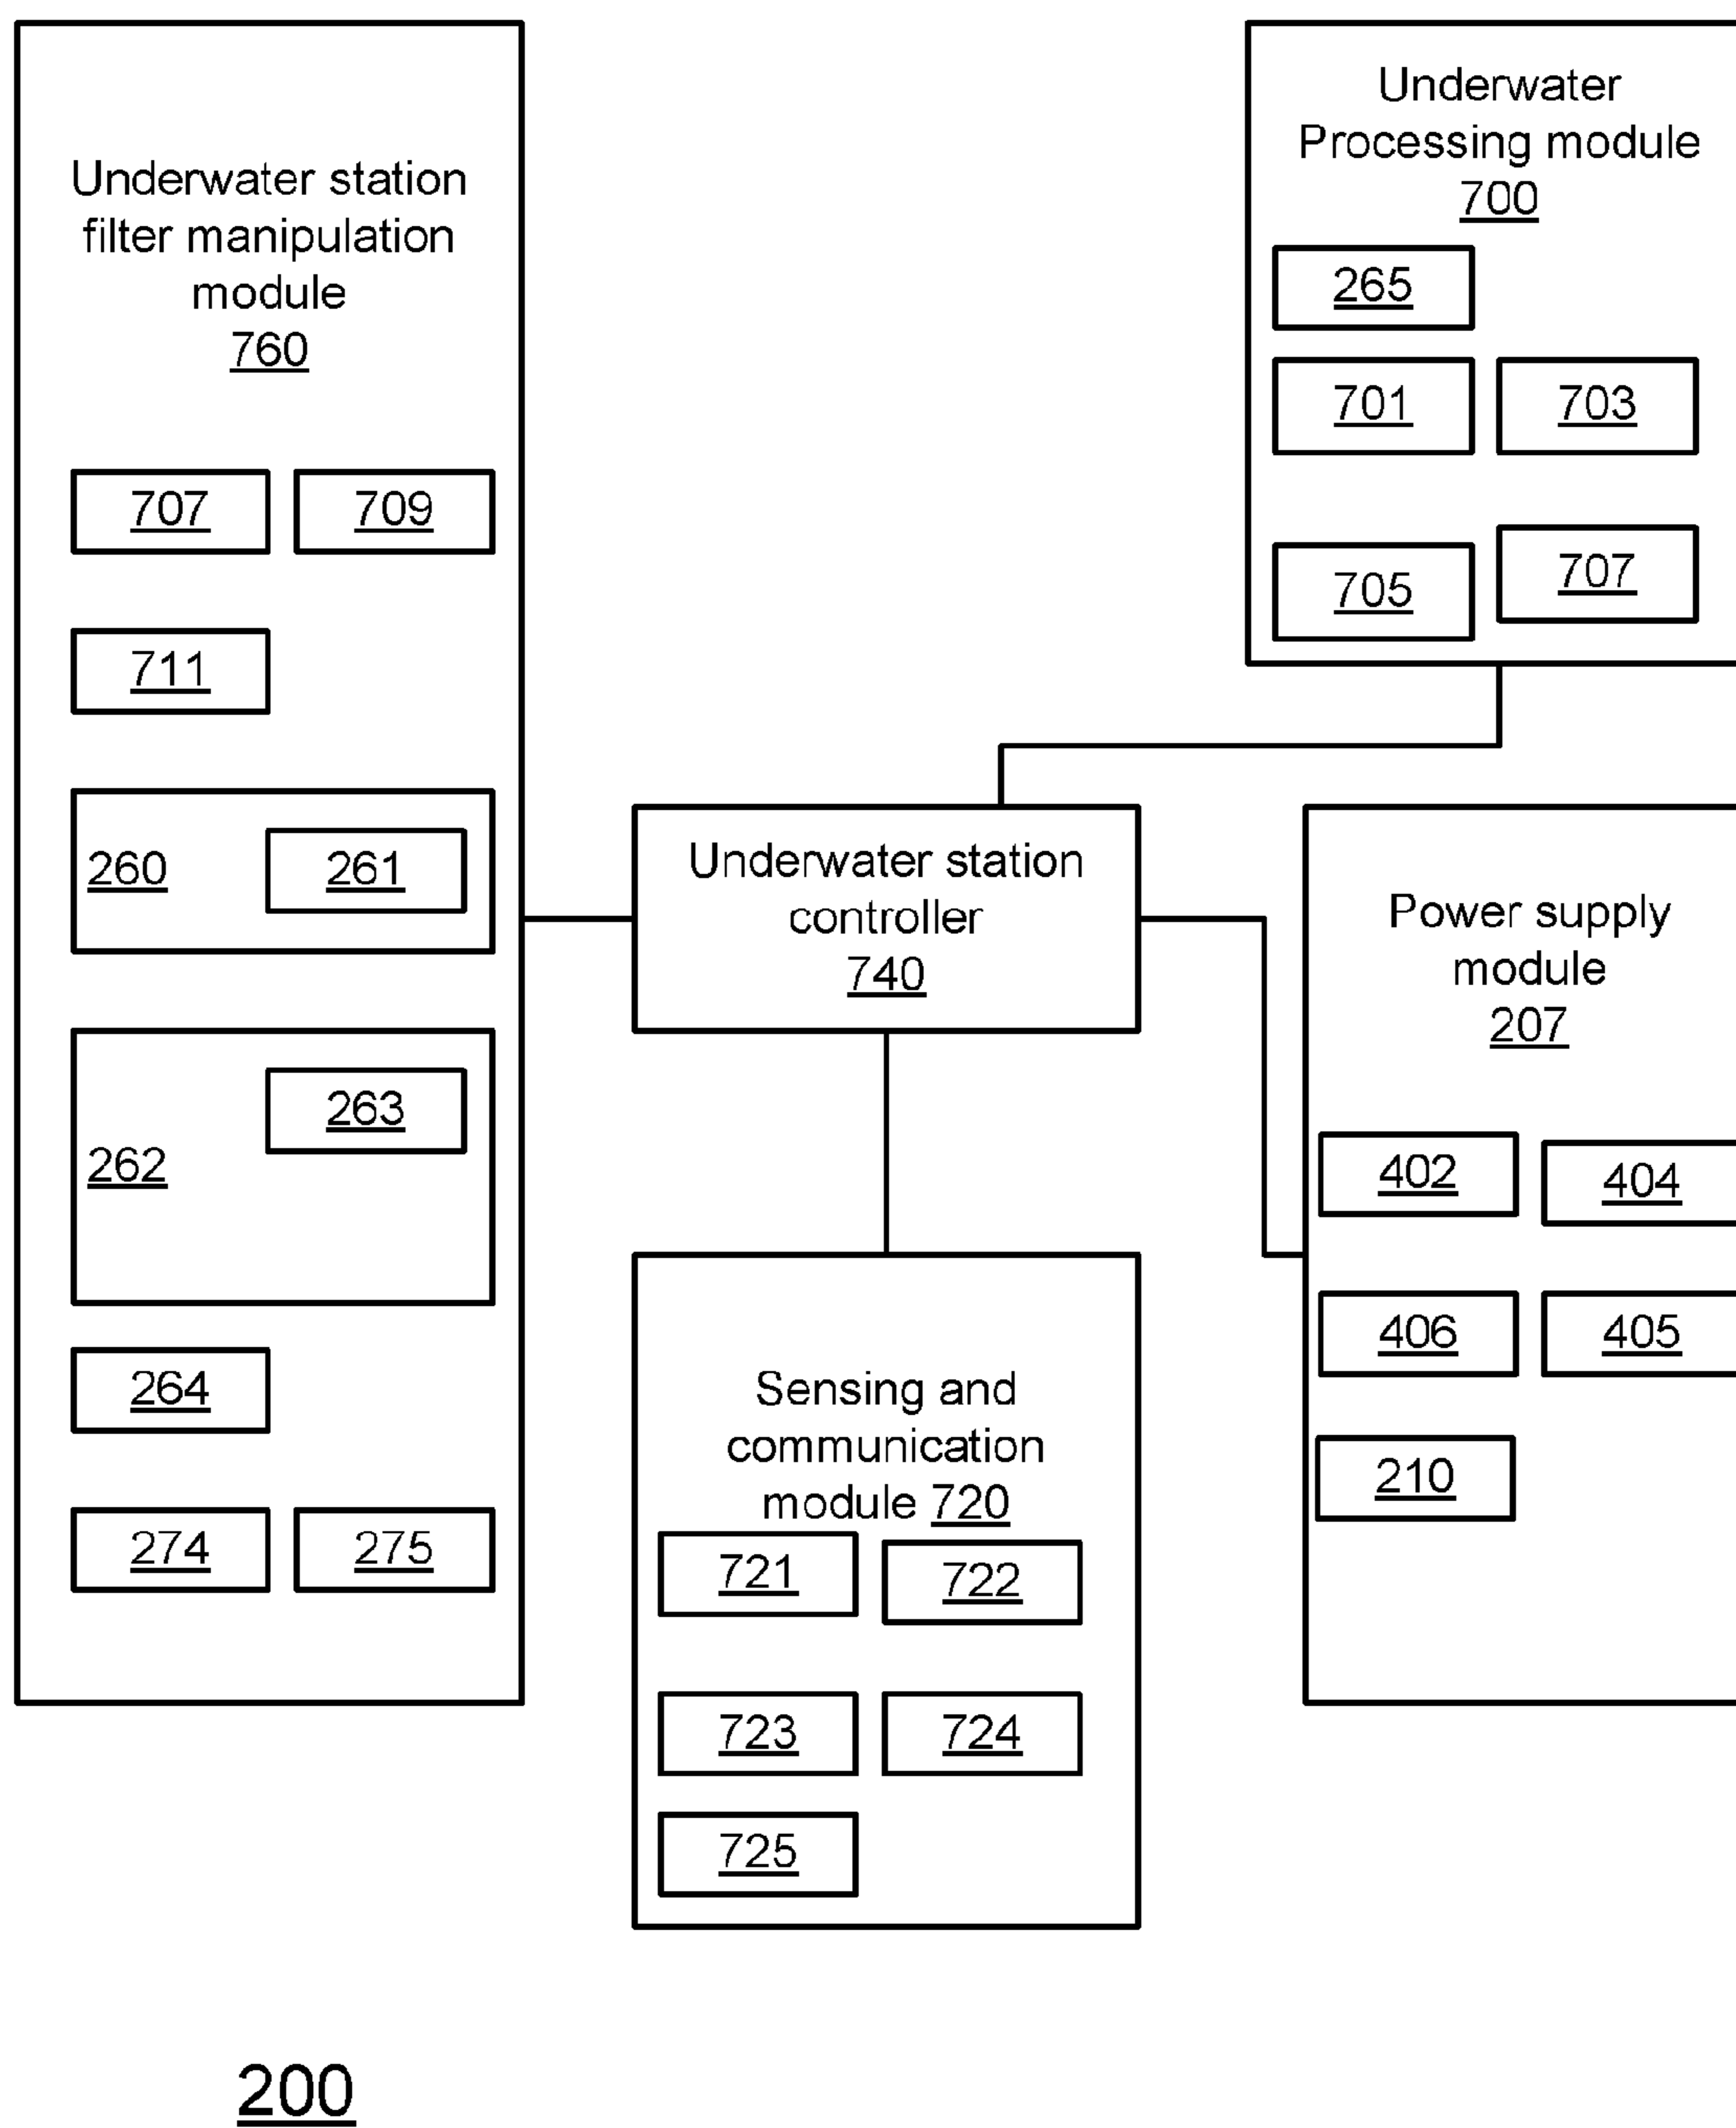 Underwater station
filter manipulation
module
760
707 709
711
260 261
263
262
264
274 275
Underwater
Processing module
700
265
701 703
705 707
Underwater station
controller
740
Power supply
module
207
402 404
406 405
210
Sensing and
communication
module 720
721 722
723 724
725
200